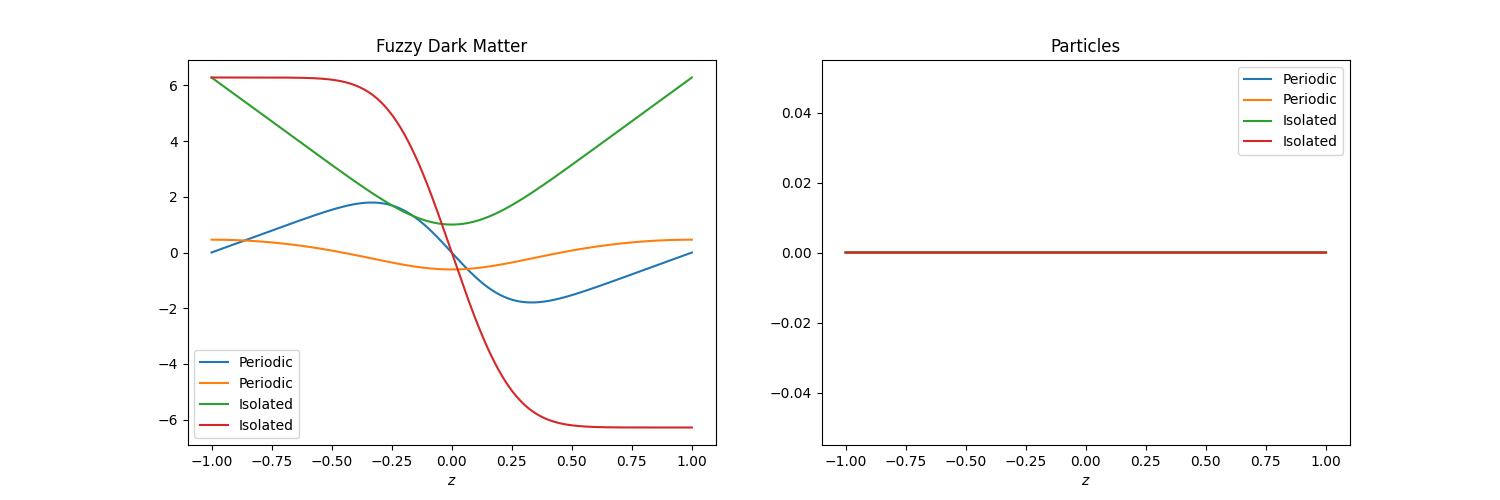 Fuzzy Dark Matter
6
4
2
0
−2
−4
−6
Periodic
Periodic
Isolated
Isolated
−1.00 −0.75 −0.50 −0.25 0.00 0.25 0.50 0.75 1.00
z
Particles
0.04
0.02
0.00
−0.02
−0.04
Periodic
Periodic
Isolated
Isolated
−1.00 −0.75 −0.50 −0.25 0.00 0.25 0.50 0.75 1.00
z